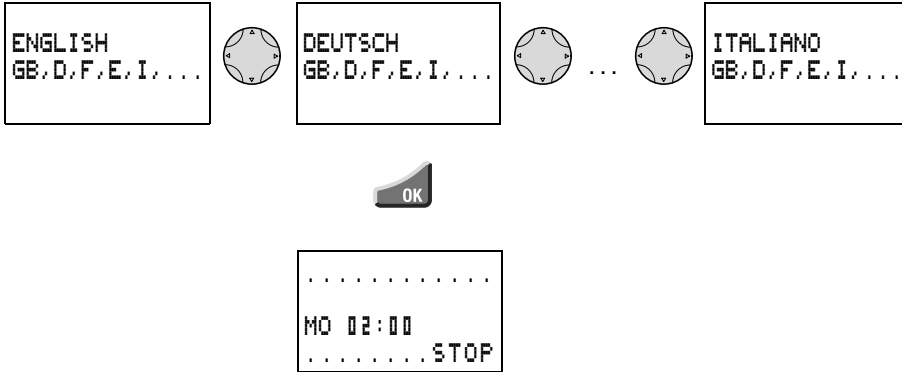 ENGLISH
GB,D,F,E,I,...
DEUTSCH
GB,D,F,E,I,...
...
ITALIANO
GB,D,F,E,I,...
OK
............
MO 02:00
........STOP